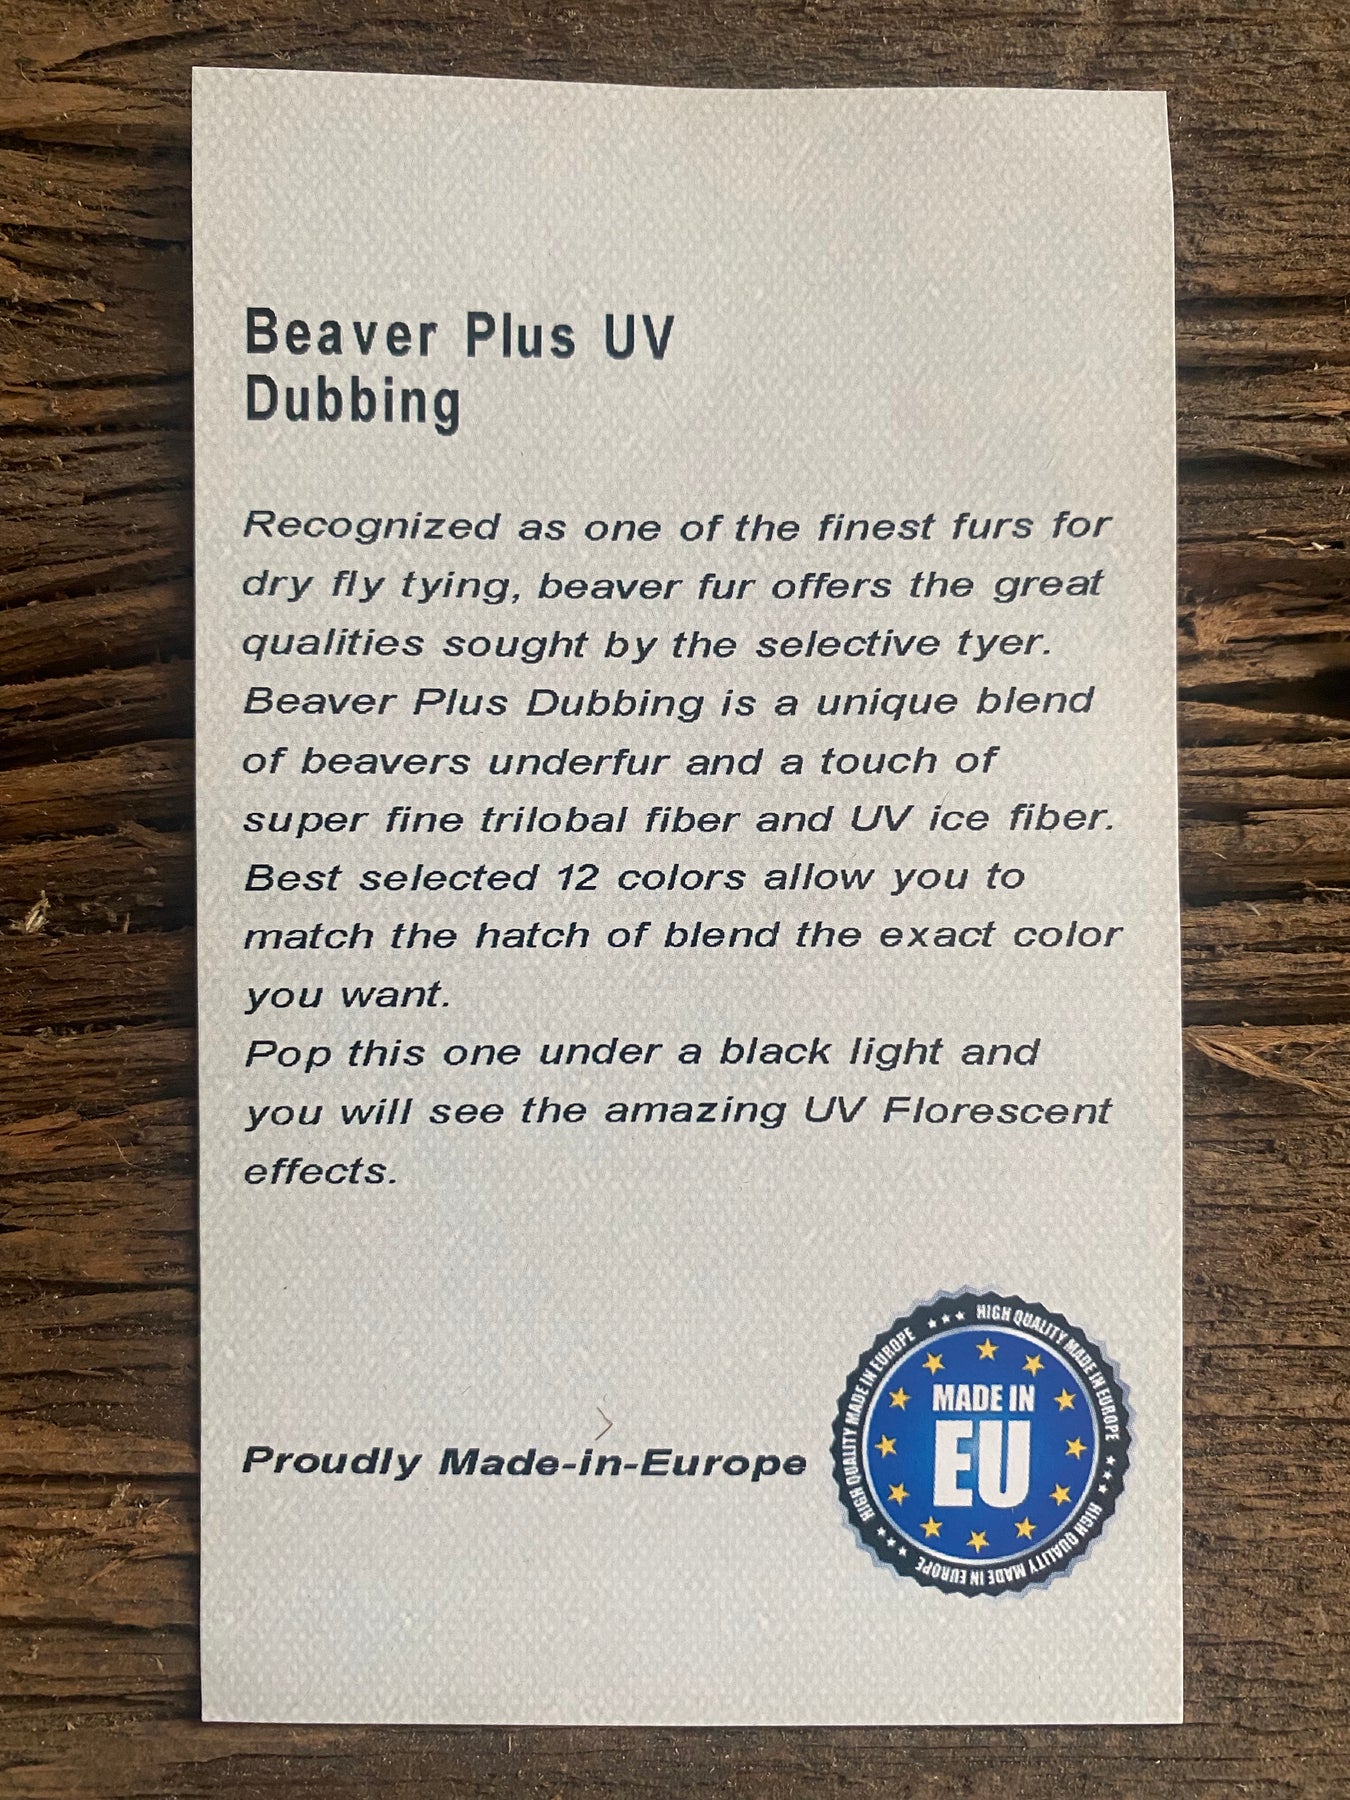 Beaver Plus UV
Dubbing
Recognized as one of the finest furs for
dry fly tying, beaver fur offers the great
qualities sought by the selective tyer.
Beaver Plus Dubbing is a unique blend
of beavers underfur and a touch of
super fine trilobal fiber and UV ice fiber.
Best selected 12 colors allow you to
match the hatch of blend the exact color
you want.
Pop this one under a black light and
you will see the amazing UV Florescent
effects.
Proudly Made-in-Europe
MADE IN
EU
HIGH QUALITY MADE IN EUROPE
HIGH QUALITY MADE IN EUROPE
HIGH QUALITY MADE IN EUROPE